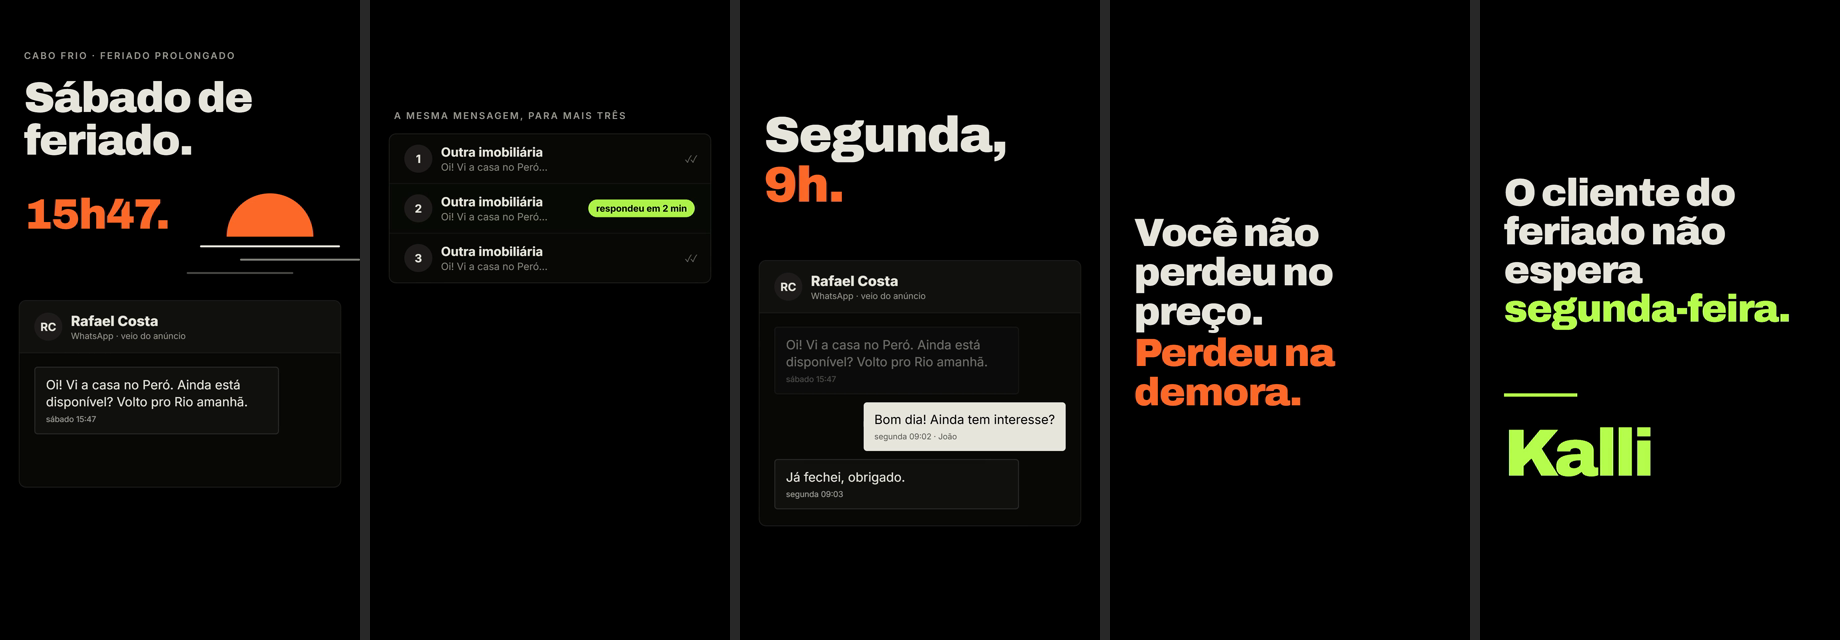 CABO FRIO · FERIADO PROLONGADO
Sábado de
feriado.
15h47.
RC
Rafael Costa
WhatsApp · veio do anúncio
Oi! Vi a casa no Peró. Ainda está
disponível? Volto pro Rio amanhã.
sábado 15:47
A MESMA MENSAGEM, PARA MAIS TRÊS
1
Outra imobiliária
Oi! Vi a casa no Peró...
2
Outra imobiliária
Oi! Vi a casa no Peró...
respondeu em 2 min
3
Outra imobiliária
Oi! Vi a casa no Peró...
Segunda,
9h.
RC
Rafael Costa
WhatsApp · veio do anúncio
Oi! Vi a casa no Peró. Ainda está
disponível? Volto pro Rio amanhã.
sábado 15:47
Bom dia! Ainda tem interesse?
segunda 09:02 · João
Já fechei, obrigado.
segunda 09:03
Você não
perdeu no
preço.
Perdeu na
demora.
O cliente do
feriado não
espera
segunda-feira.
Kalli